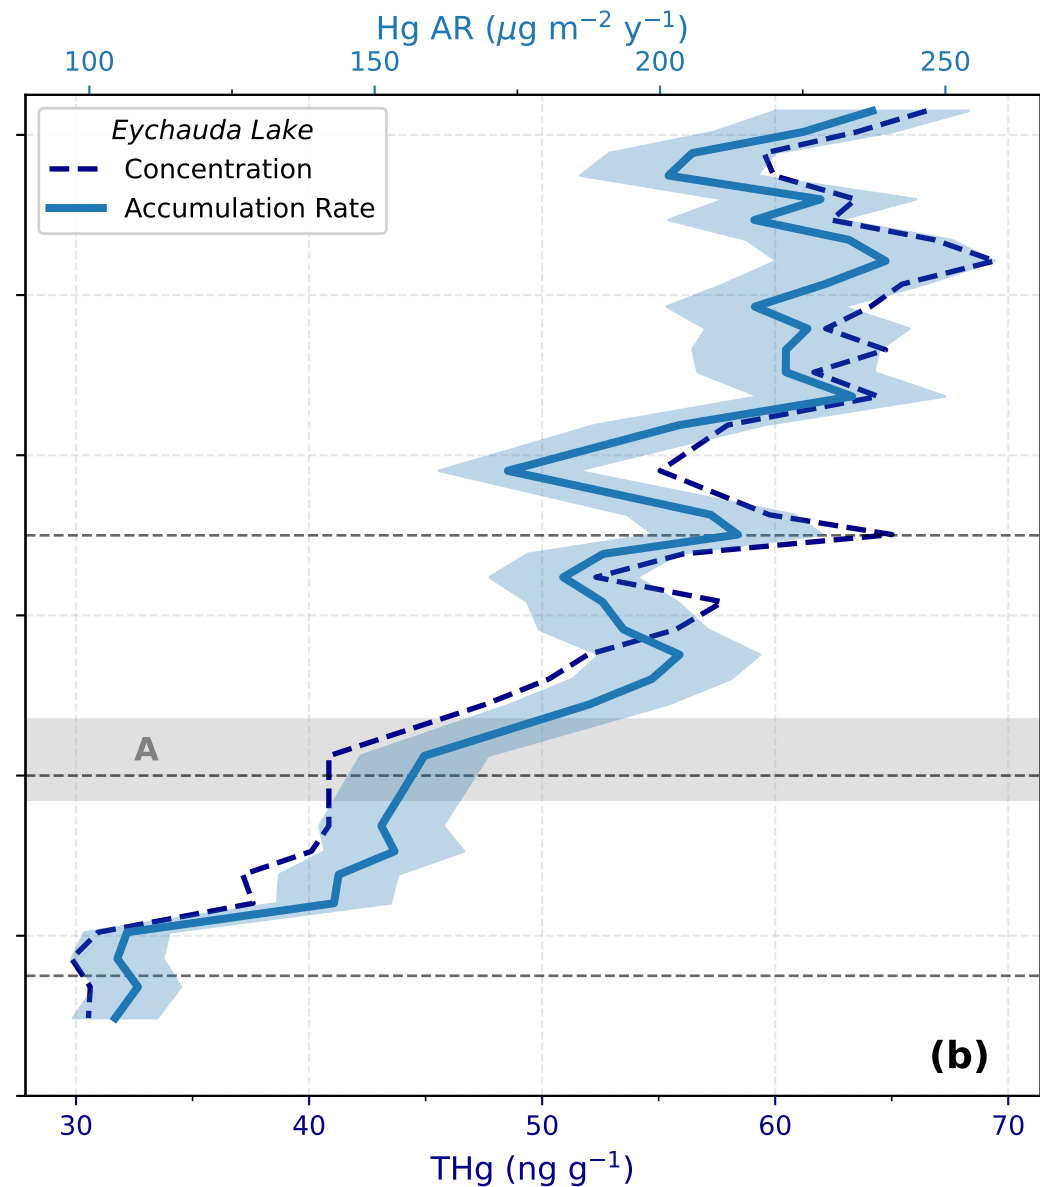 Hg AR (μg m⁻² y⁻¹)
100 150 200 250
Eychauda Lake
Concentration
Accumulation Rate
A
(b)
30 40 50 60 70
THg (ng g⁻¹)